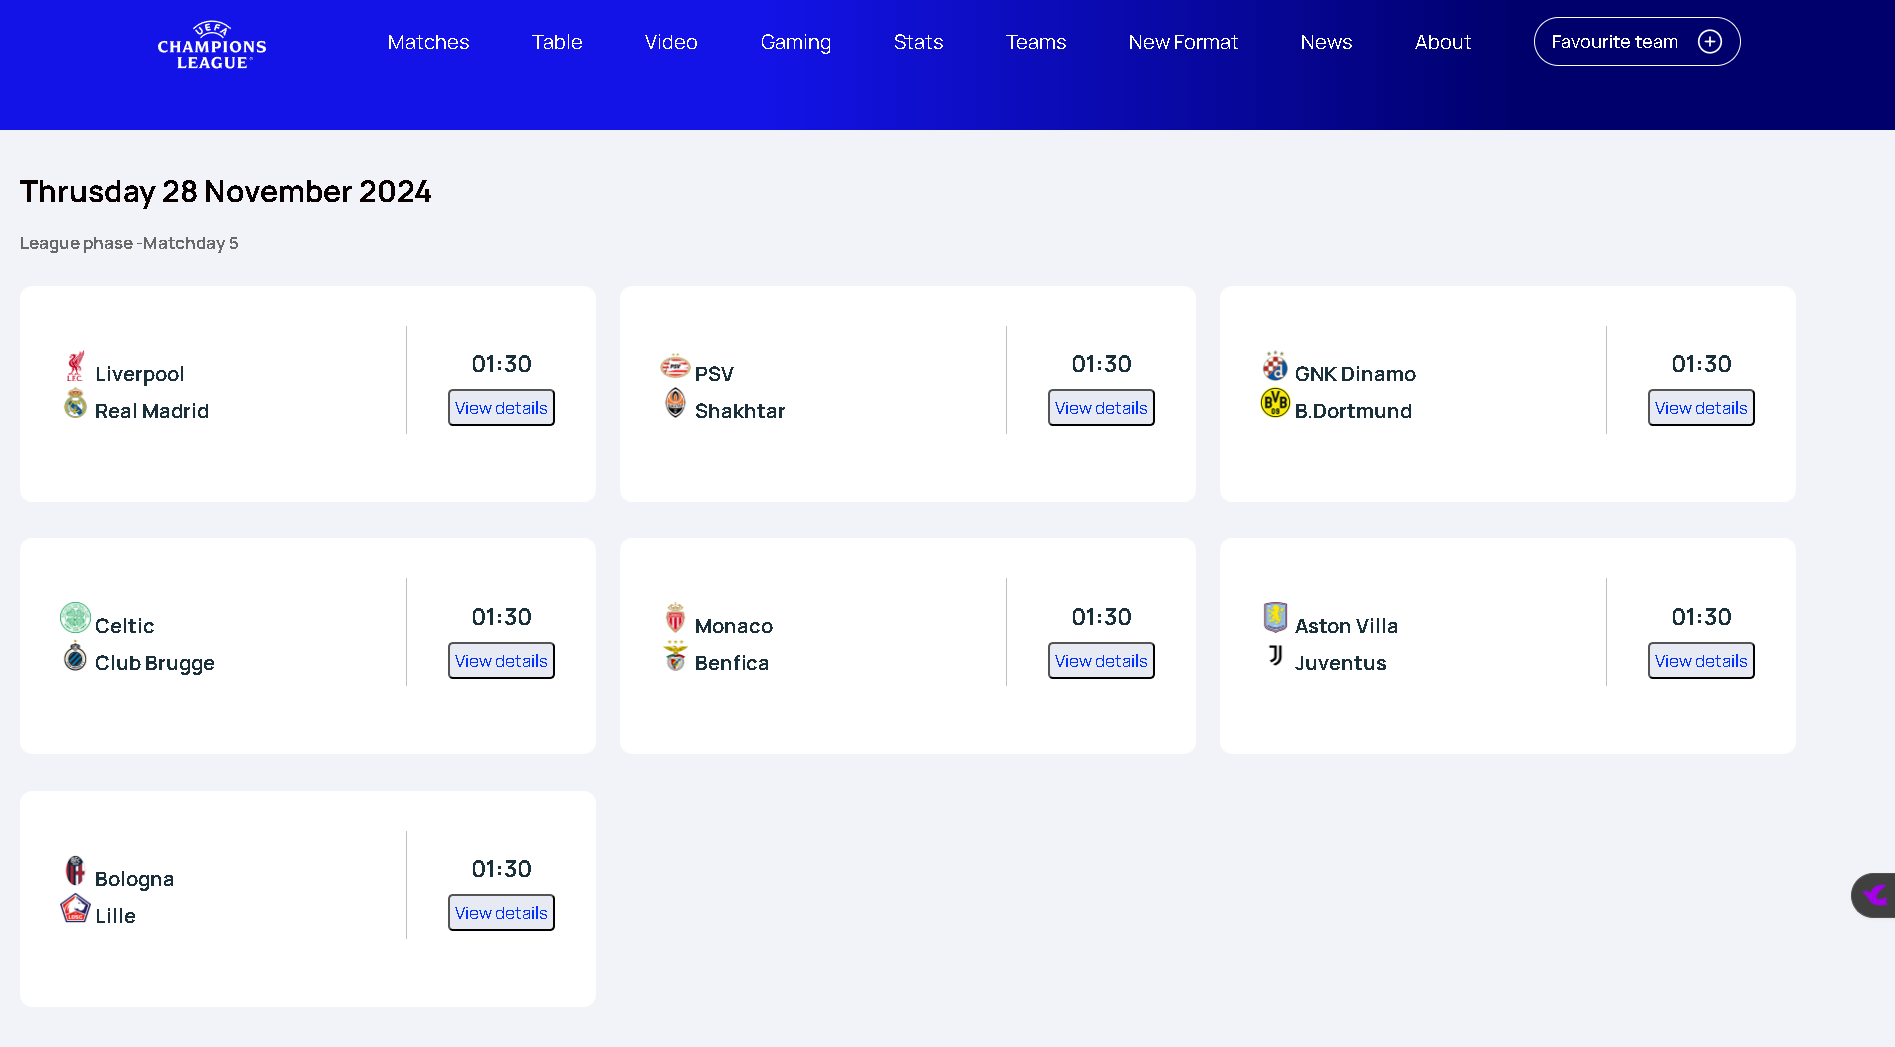 UEFA
CHAMPIONS
LEAGUE
Matches
Table
Video
Gaming
Stats
Teams
New Format
News
About
Favourite team
Thrusday 28 November 2024
League phase -Matchday 5
Liverpool
Real Madrid
01:30
View details
PSV
PSV
Shakhtar
01:30
View details
GNK Dinamo
BVB
09
B.Dortmund
01:30
View details
Celtic
Club Brugge
01:30
View details
Monaco
Benfica
01:30
View details
Aston Villa
Juventus
01:30
View details
Bologna
Lille
01:30
View details